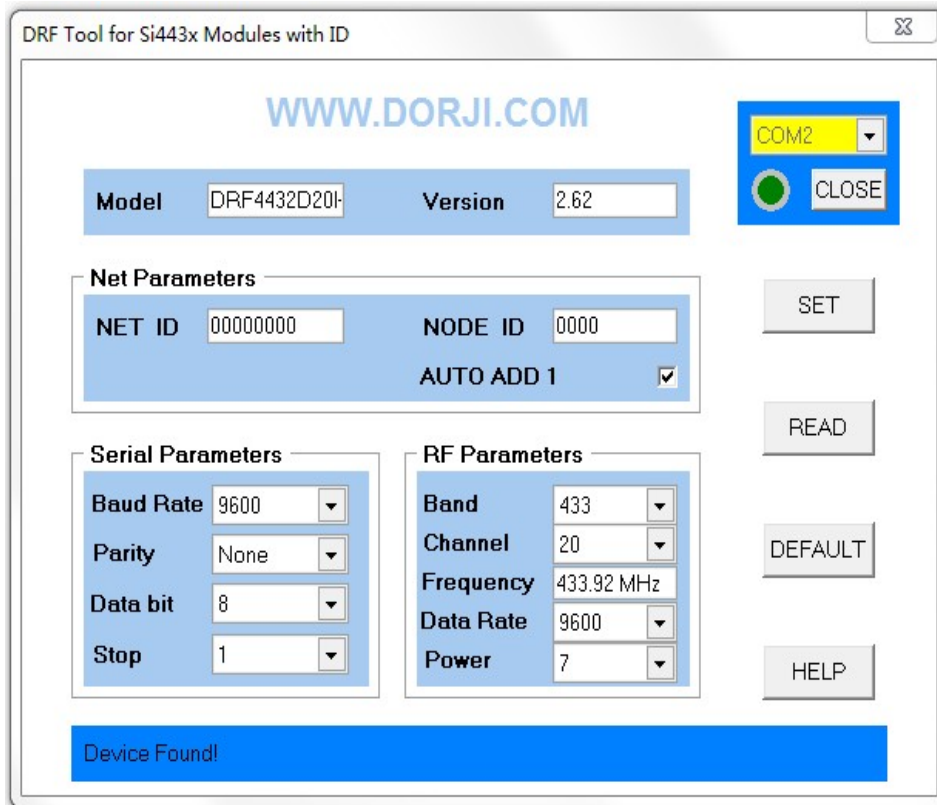 DRF Tool for Si443x Modules with ID
WWW.DORJI.COM
COM2
CLOSE
Model DRF4432D20I- Version 2.62
Net Parameters
NET ID 00000000 NODE ID 0000
AUTO ADD 1
SET
READ
DEFAULT
HELP
Serial Parameters
Baud Rate 9600
Parity None
Data bit 8
Stop 1
RF Parameters
Band 433
Channel 20
Frequency 433.92 MHz
Data Rate 9600
Power 7
Device Found!